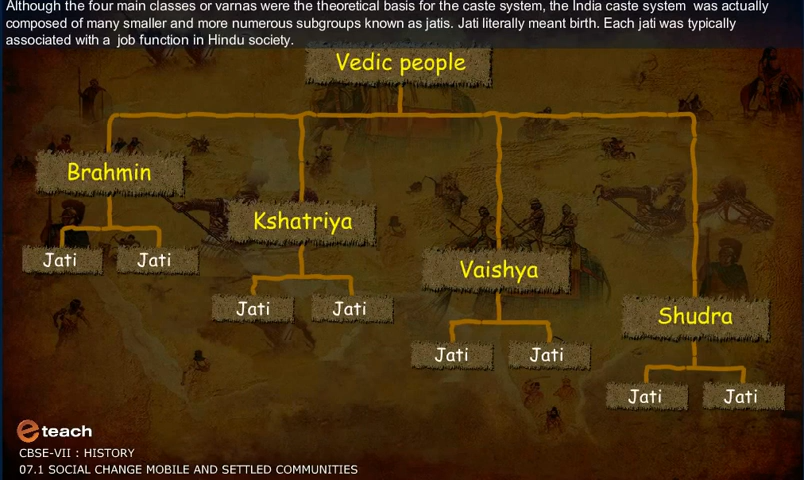 Although the four main classes or varnas were the theoretical basis for the caste system, the India caste system was actually
composed of many smaller and more numerous subgroups known as jatis. Jati literally meant birth. Each jati was typically
associated with a job function in Hindu society.
Vedic people
Brahmin
Kshatriya
Jati Jati
Vaishya
Jati Jati
Shudra
Jati Jati
Jati Jati
eteach
CBSE-VII : HISTORY
07.1 SOCIAL CHANGE MOBILE AND SETTLED COMMUNITIES